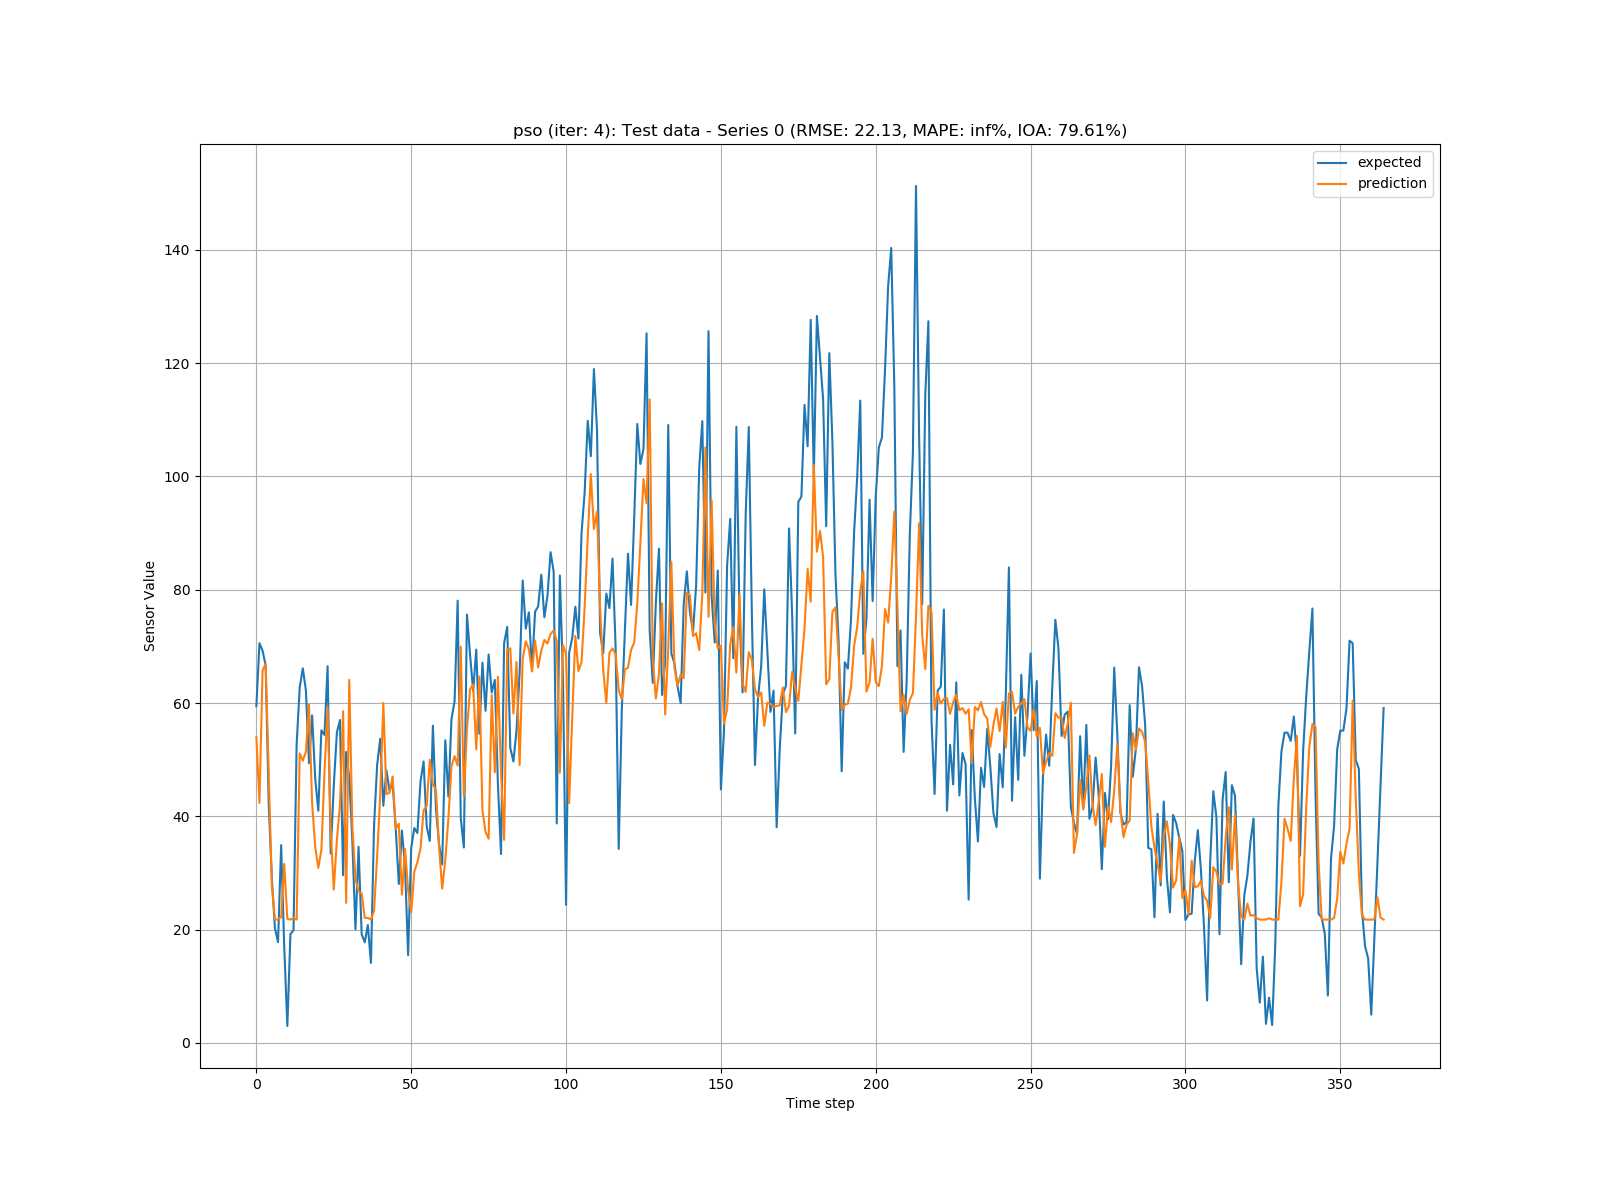 pso (iter: 4): Test data - Series 0 (RMSE: 22.13, MAPE: inf%, IOA: 79.61%)
expected
prediction
140
120
100
80
60
40
20
0
Sensor Value
0 50 100 150 200 250 300 350
Time step